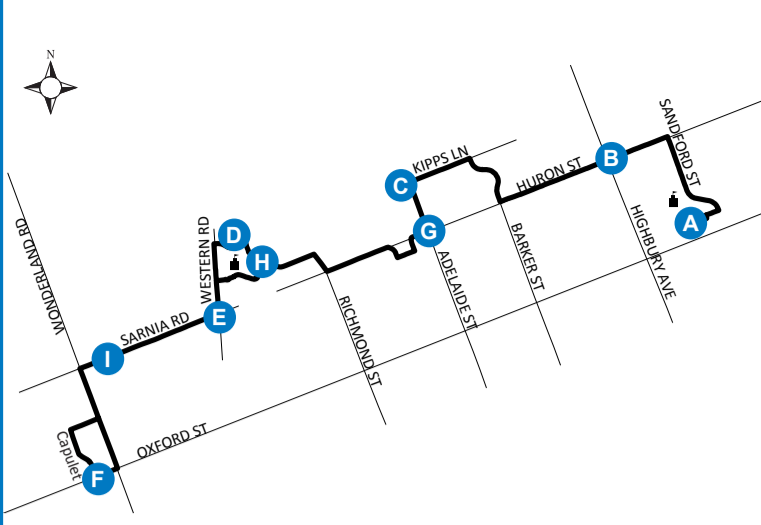 N
SANDFORD ST
KIPPS LN
B
HURON ST
C
A
HIGHBURY AVE
WONDERLAND RD
WESTERN RD
D
G
BARKER ST
H
ADELAIDE ST
E
RICHMOND ST
SARNIA RD
I
OXFORD ST
Capulet
F